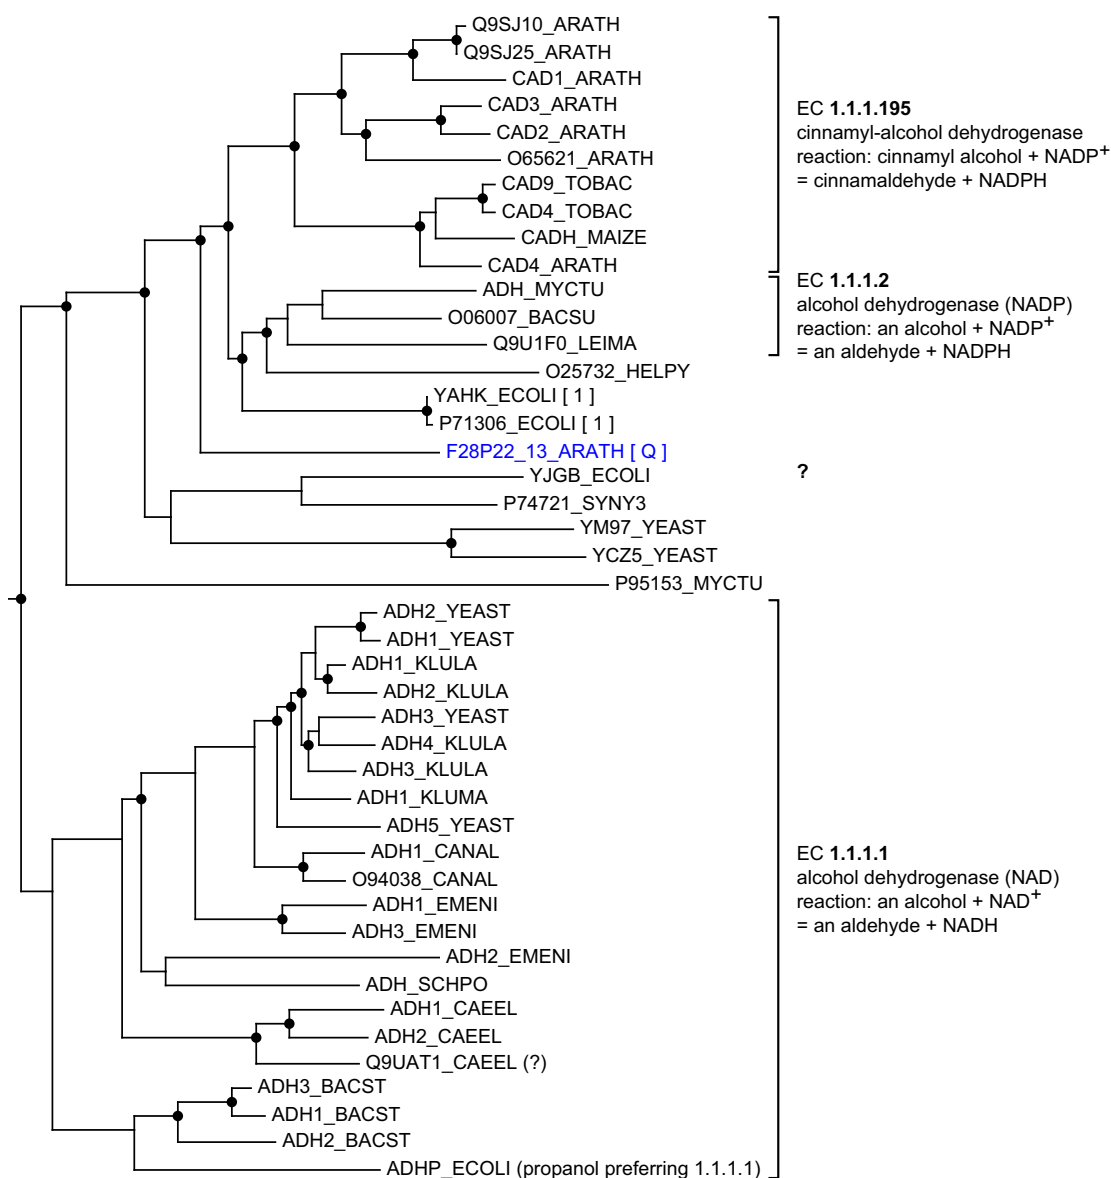 Q9SJ10_ARATH
Q9SJ25_ARATH
CAD1_ARATH
CAD3_ARATH
CAD2_ARATH
O65621_ARATH
CAD9_TOBAC
CAD4_TOBAC
CADH_MAIZE
CAD4_ARATH
EC 1.1.1.195
cinnamyl-alcohol dehydrogenase
reaction: cinnamyl alcohol + NADP+
= cinnamaldehyde + NADPH
ADH_MYCTU
O06007_BACSU
Q9U1F0_LEIMA
EC 1.1.1.2
alcohol dehydrogenase (NADP)
reaction: an alcohol + NADP+
= an aldehyde + NADPH
O25732_HELPY
YAHK_ECOLI [ 1 ]
P71306_ECOLI [ 1 ]
F28P22_13_ARATH [ Q ]
YJGB_ECOLI
?
P74721_SYNY3
YM97_YEAST
YCZ5_YEAST
P95153_MYCTU
ADH2_YEAST
ADH1_YEAST
ADH1_KLULA
ADH2_KLULA
ADH3_YEAST
ADH4_KLULA
ADH3_KLULA
ADH1_KLUMA
ADH5_YEAST
ADH1_CANAL
O94038_CANAL
ADH1_EMENI
ADH3_EMENI
EC 1.1.1.1
alcohol dehydrogenase (NAD)
reaction: an alcohol + NAD+
= an aldehyde + NADH
ADH2_EMENI
ADH_SCHPO
ADH1_CAEEL
ADH2_CAEEL
Q9UAT1_CAEEL (?)
ADH3_BACST
ADH1_BACST
ADH2_BACST
ADHP_ECOLI (propanol preferring 1.1.1.1)